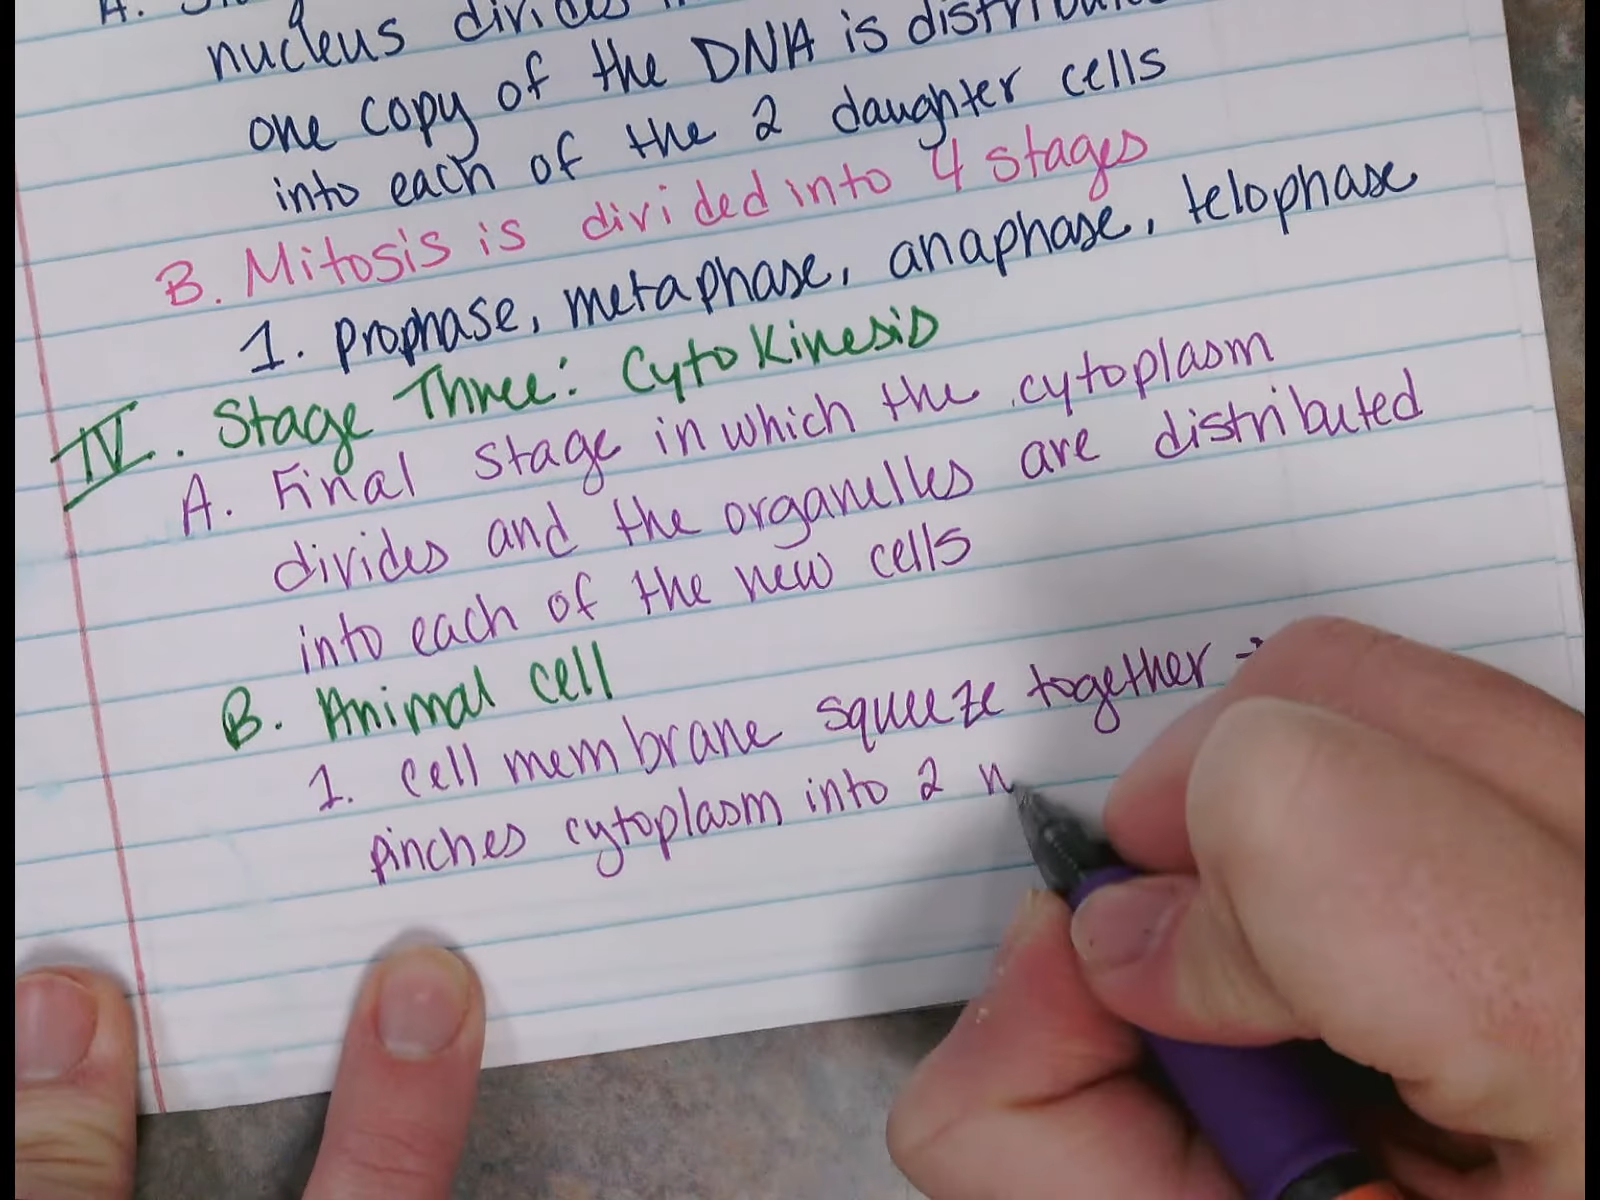 nucleus divides
one copy of the DNA is
into each of the 2 daughter cells
B. Mitosis is divided into 4 stages
1. prophase, metaphase, anaphase, telophase
IV. Stage Three: Cytokinesis
A. Final stage in which the cytoplasm
divides and the organelles are distributed
into each of the new cells
B. Animal cell
1. cell membrane squeeze together →
pinches cytoplasm into 2 n